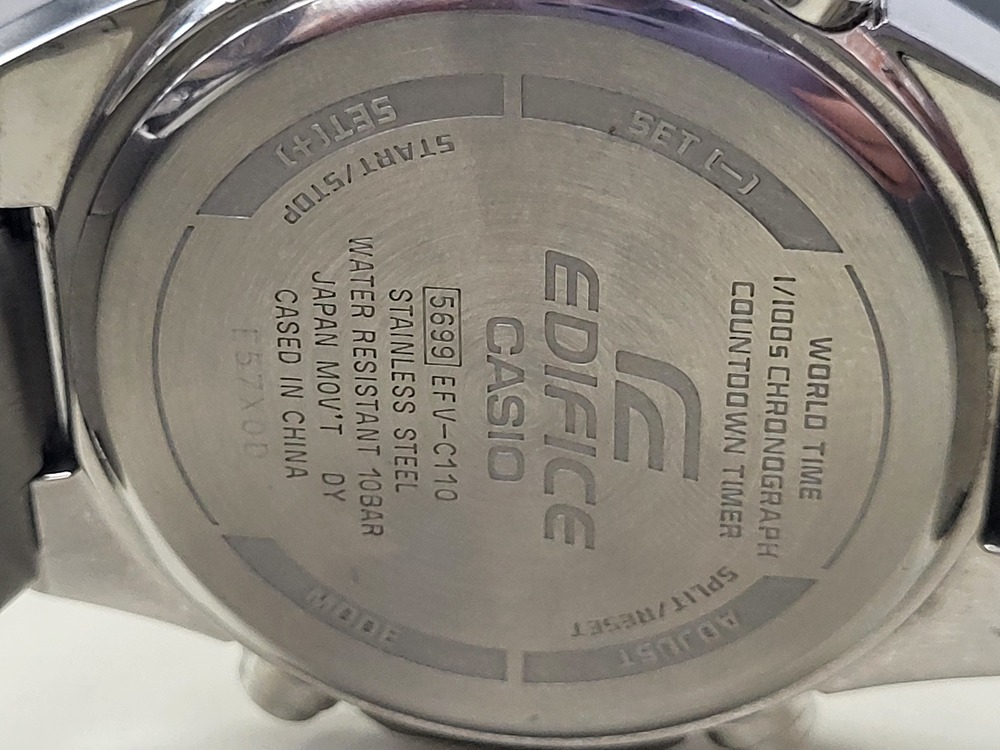 WORLD TIME
1/100S CHRONOGRAPH
COUNTDOWN TIMER
EDIFICE
CASIO
5699 EFV-C110
STAINLESS STEEL
WATER RESISTANT 10BAR
JAPAN MOV'T DY
CASED IN CHINA
SET(+)
START/STOP
SET (-)
MODE
ADJUST
SPLIT/RESET